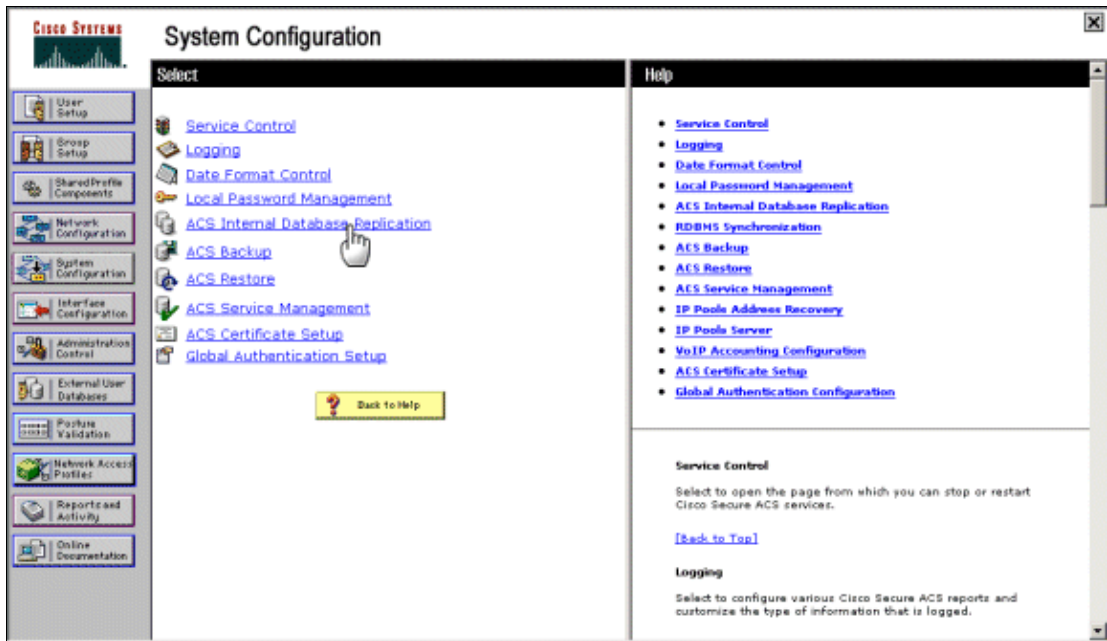 CISCO SYSTEMS
System Configuration
Select
Help
User
Setup
Group
Setup
Shared Profile
Components
Network
Configuration
System
Configuration
Interface
Configuration
Administration
Control
External User
Databases
Posture
Validation
Network Access
Profiles
Reports and
Activity
Online
Documentation
Service Control
Logging
Date Format Control
Local Password Management
ACS Internal Database Replication
ACS Backup
ACS Restore
ACS Service Management
ACS Certificate Setup
Global Authentication Setup
Back to Help
Service Control
Logging
Date Format Control
Local Password Management
ACS Internal Database Replication
RDBMS Synchronization
ACS Backup
ACS Restore
ACS Service Management
IP Pools Address Recovery
IP Pools Server
VoIP Accounting Configuration
ACS Certificate Setup
Global Authentication Configuration
Service Control
Select to open the page from which you can stop or restart
Cisco Secure ACS services.
[Back to Top]
Logging
Select to configure various Cisco Secure ACS reports and
customize the type of information that is logged.